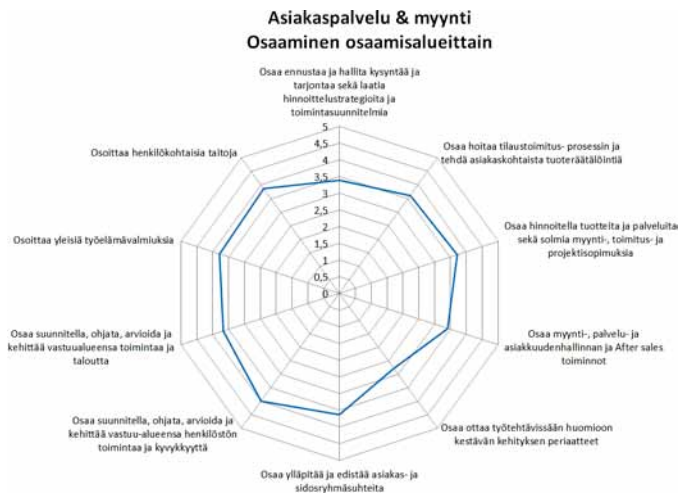 Asiakaspalvelu & myynti
Osaaminen osaamisalueittain
Osaa ennustaa ja hallita kysyntää ja
tarjontaa sekä laatia
hinnoittelustrategioita ja
toimintasuunnitelmia
Osaa hoitaa tilaustoimitus- prosessin ja
tehdä asiakaskohtaista tuoteräätälöintiä
Osaa hinnoitella tuotteita ja palveluita
sekä solmia myynti-, toimitus- ja
projektisopimuksia
Osaa myynti-, palvelu- ja
asiakkuudenhallinnan ja After sales
toiminnot
Osaa ottaa työtehtävissään huomioon
kestävän kehityksen periaatteet
Osaa ylläpitää ja edistää asiakas- ja
sidosryhmäsuhteita
Osaa suunnitella, ohjata, arvioida ja
kehittää vastuu-alueensa henkilöstön
toimintaa ja kyvykkyyttä
Osaa suunnitella, ohjata, arvioida ja
kehittää vastuualueensa toimintaa ja
taloutta
Osoittaa yleisiä työelämävalmiuksia
Osoittaa henkilökohtaisia taitoja
5
4,5
4
3,5
3
2,5
2
1,5
1
0,5
0